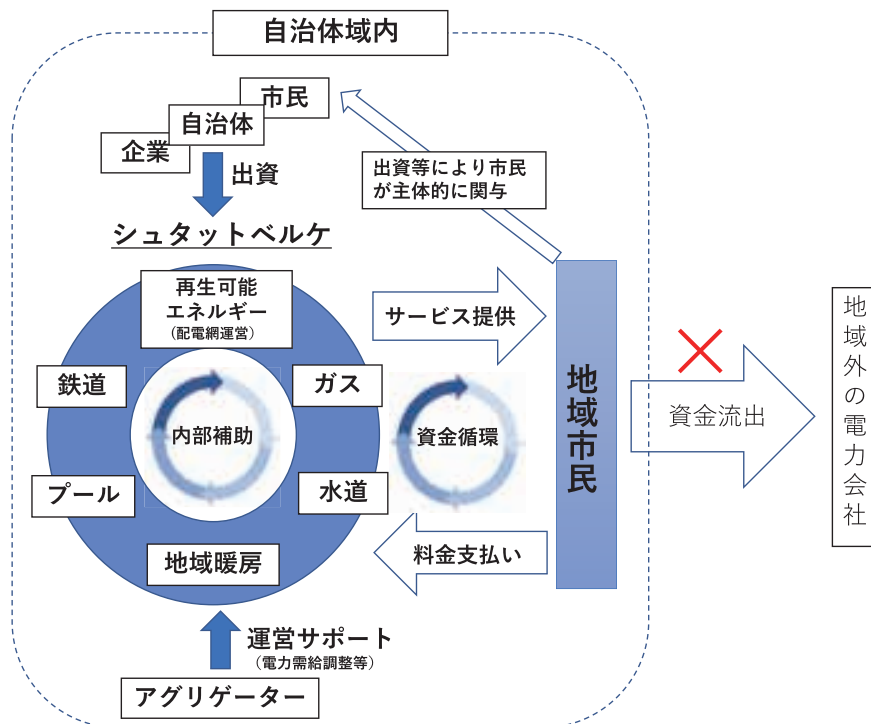 自治体域内
市民
自治体
企業
出資
出資等により市民
が主体的に関与
シュタットベルケ
再生可能
エネルギー
（配電網運営）
サービス提供
鉄道
ガス
内部補助
資金循環
プール
水道
地域暖房
料金支払い
地域市民
資金流出
地域外の電力会社
運営サポート
（電力需給調整等）
アグリゲーター